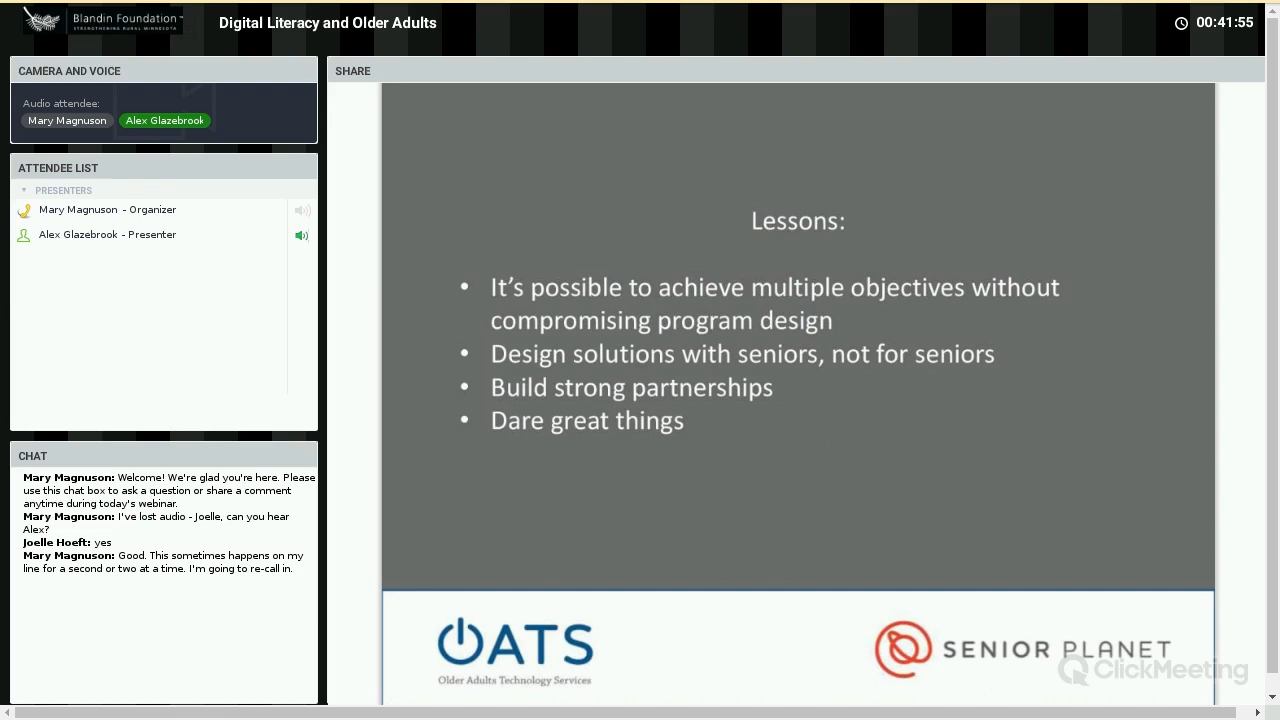 Blandin Foundation™
STRENGTHENING RURAL MINNESOTA
Digital Literacy and Older Adults
00:41:55
CAMERA AND VOICE
Audio attendee:
Mary Magnuson
Alex Glazebrook
ATTENDEE LIST
PRESENTERS
Mary Magnuson - Organizer
Alex Glazebrook - Presenter
CHAT
Mary Magnuson: Welcome! We're glad you're here. Please
use this chat box to ask a question or share a comment
anytime during today's webinar.
Mary Magnuson: I've lost audio - Joelle, can you hear
Alex?
Joelle Hoeft: yes
Mary Magnuson: Good. This sometimes happens on my
line for a second or two at a time. I'm going to re-call in.
SHARE
Lessons:
• It’s possible to achieve multiple objectives without
compromising program design
• Design solutions with seniors, not for seniors
• Build strong partnerships
• Dare great things
OATS
Older Adults Technology Services
SENIOR PLANET
ClickMeeting